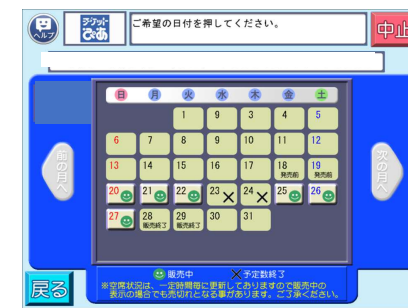 ヘルプ
チケット
ぴあ
ご希望の日付を押してください。
中止
日 月 火 水 木 金 土
1 9 3 4 5
6 7 8 9 10 11 12
13 14 15 16 17 18 19
発売前 発売前
20 21 22 23 24 25 26
27 28 29 30 31
販売終了 販売終了
前の月へ
次の月へ
販売中 予定数終了
※空席状況は、一定時間毎に更新しておりますので販売中の
表示の場合でも売切れとなる事があります。ご了承ください。
戻る